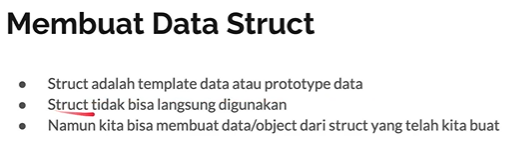 Membuat Data Struct
● Struct adalah template data atau prototype data
● Struct tidak bisa langsung digunakan
● Namun kita bisa membuat data/object dari struct yang telah kita buat